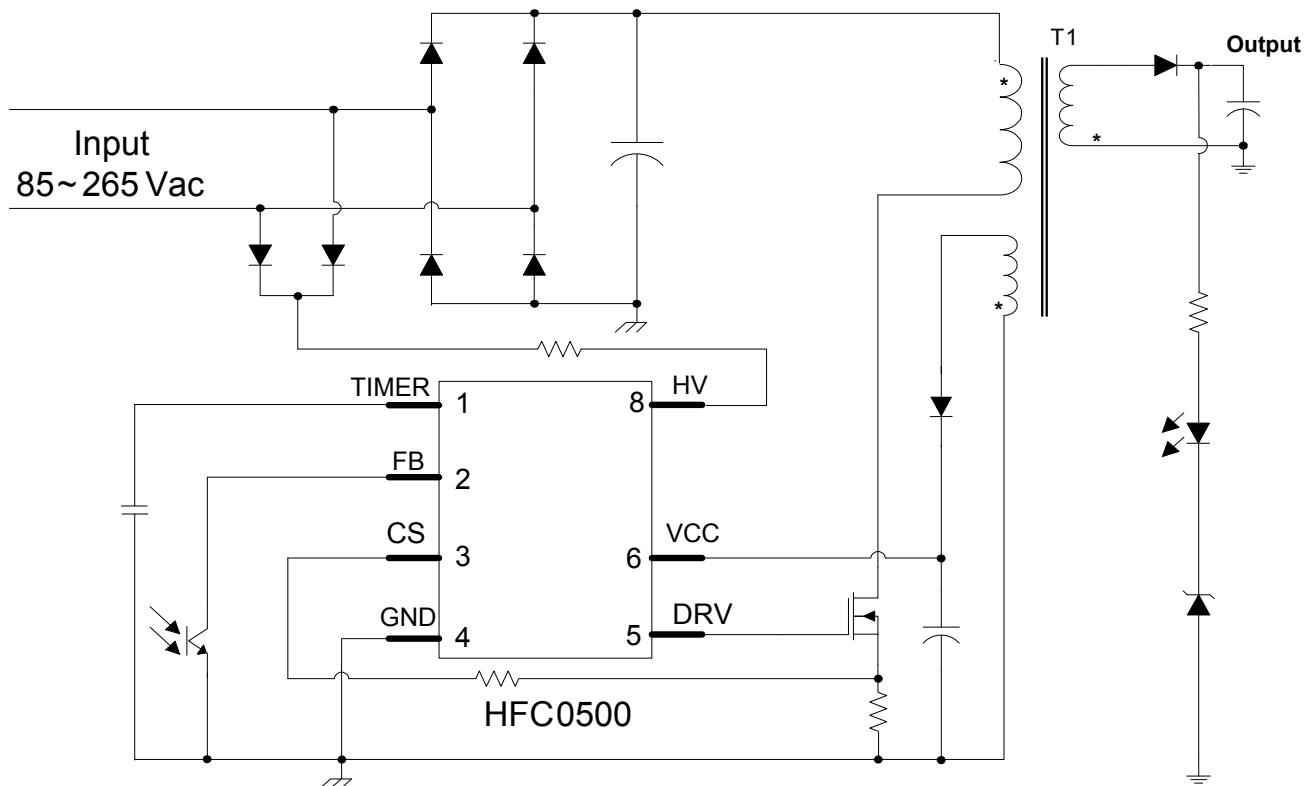 T1
Output
*
*
Input
85~265 Vac
*
TIMER
1
8
HV
FB
2
CS
3
VCC
6
GND
4
DRV
5
HFC0500